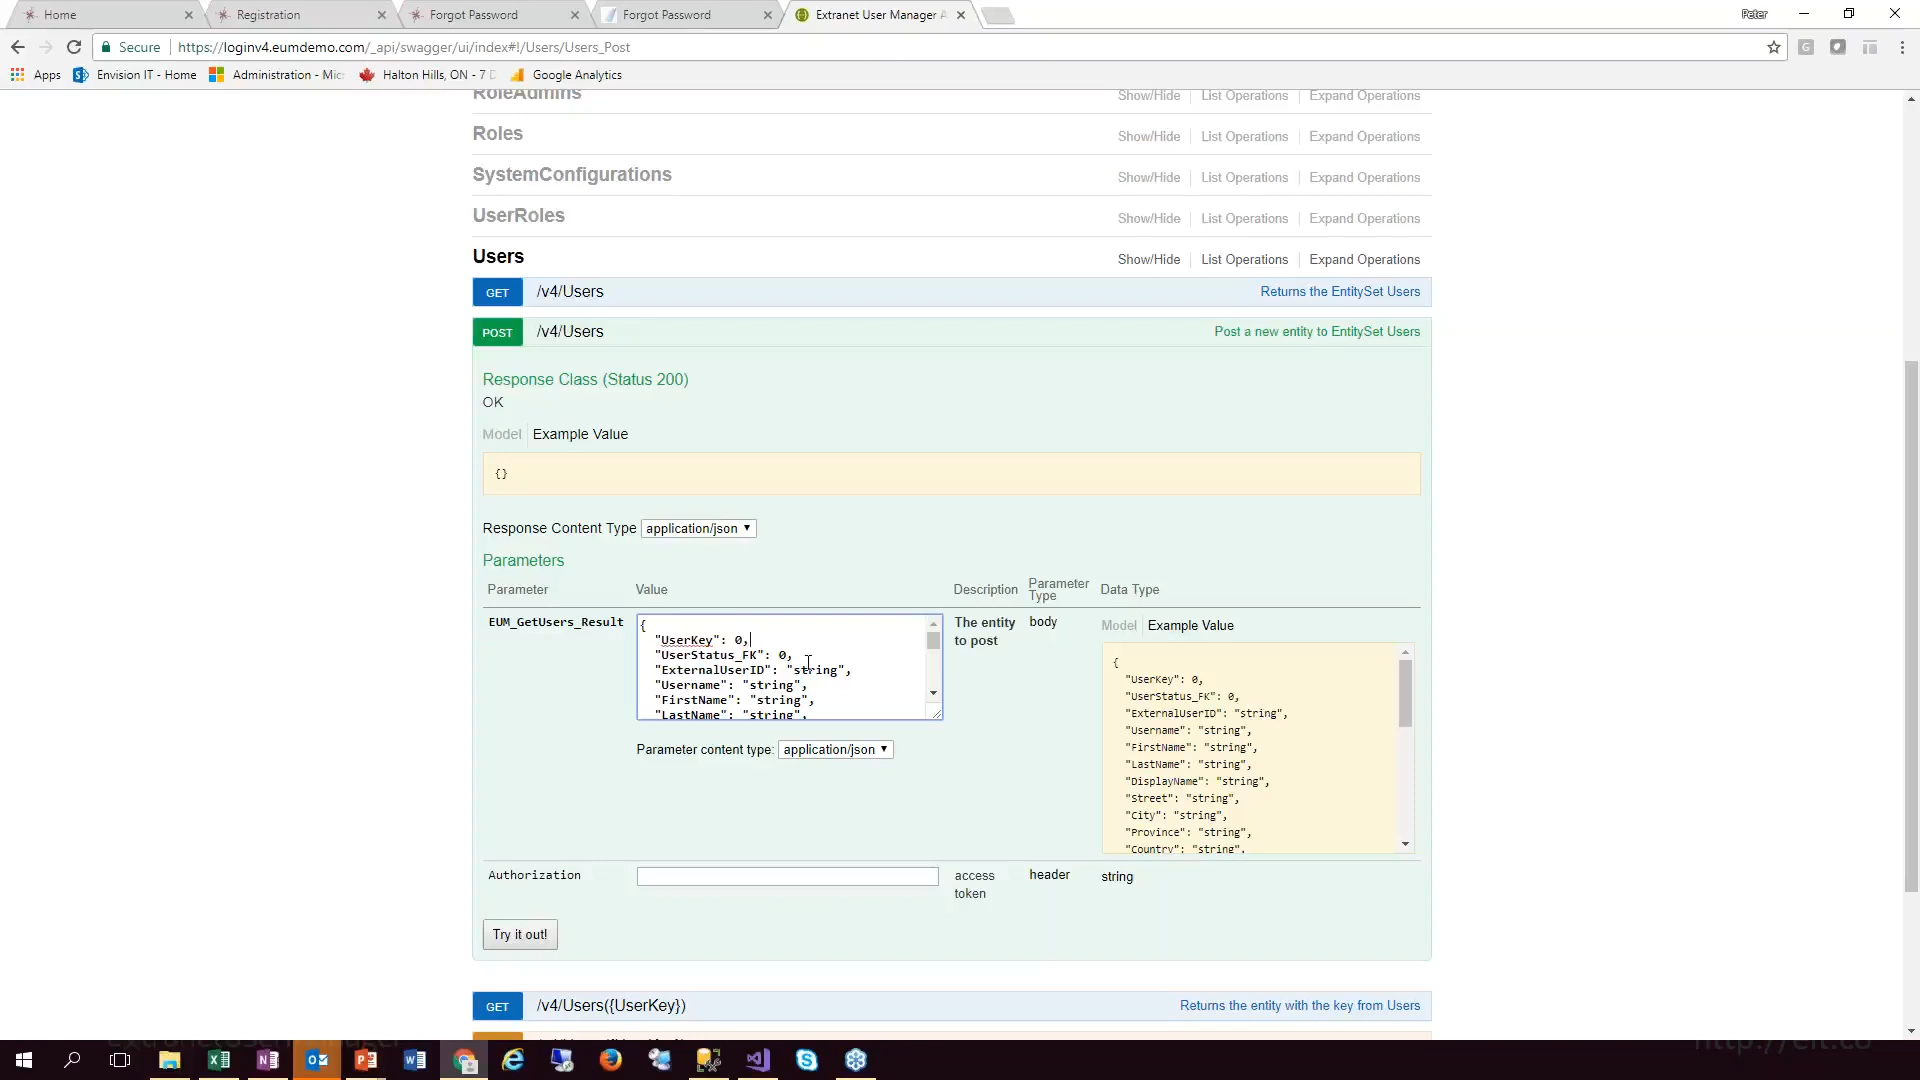 Home
Registration
Forgot Password
Forgot Password
Extranet User Manager A
Peter
Secure
https://loginv4.eumdemo.com/_api/swagger/ui/index#!/Users/Users_Post
Apps
Envision IT - Home
Administration - Mic
Halton Hills, ON - 7 D
Google Analytics
RoleAdmins
Show/Hide
List Operations
Expand Operations
Roles
Show/Hide
List Operations
Expand Operations
SystemConfigurations
Show/Hide
List Operations
Expand Operations
UserRoles
Show/Hide
List Operations
Expand Operations
Users
Show/Hide
List Operations
Expand Operations
GET
/v4/Users
Returns the EntitySet Users
POST
/v4/Users
Post a new entity to EntitySet Users
Response Class (Status 200)
OK
Model
Example Value
{}
Response Content Type
application/json
Parameters
Parameter
Value
Description
Parameter
Type
Data Type
EUM_GetUsers_Result
{
"UserKey": 0,
"UserStatus_FK": 0,
"ExternalUserID": "string",
"Username": "string",
"FirstName": "string",
"LastName": "string",
Parameter content type:
application/json
The entity
to post
body
Model
Example Value
{
"UserKey": 0,
"UserStatus_FK": 0,
"ExternalUserID": "string",
"Username": "string",
"FirstName": "string",
"LastName": "string",
"DisplayName": "string",
"Street": "string",
"City": "string",
"Province": "string",
"Country": "string",
Authorization
access
token
header
string
Try it out!
GET
/v4/Users({UserKey})
Returns the entity with the key from Users